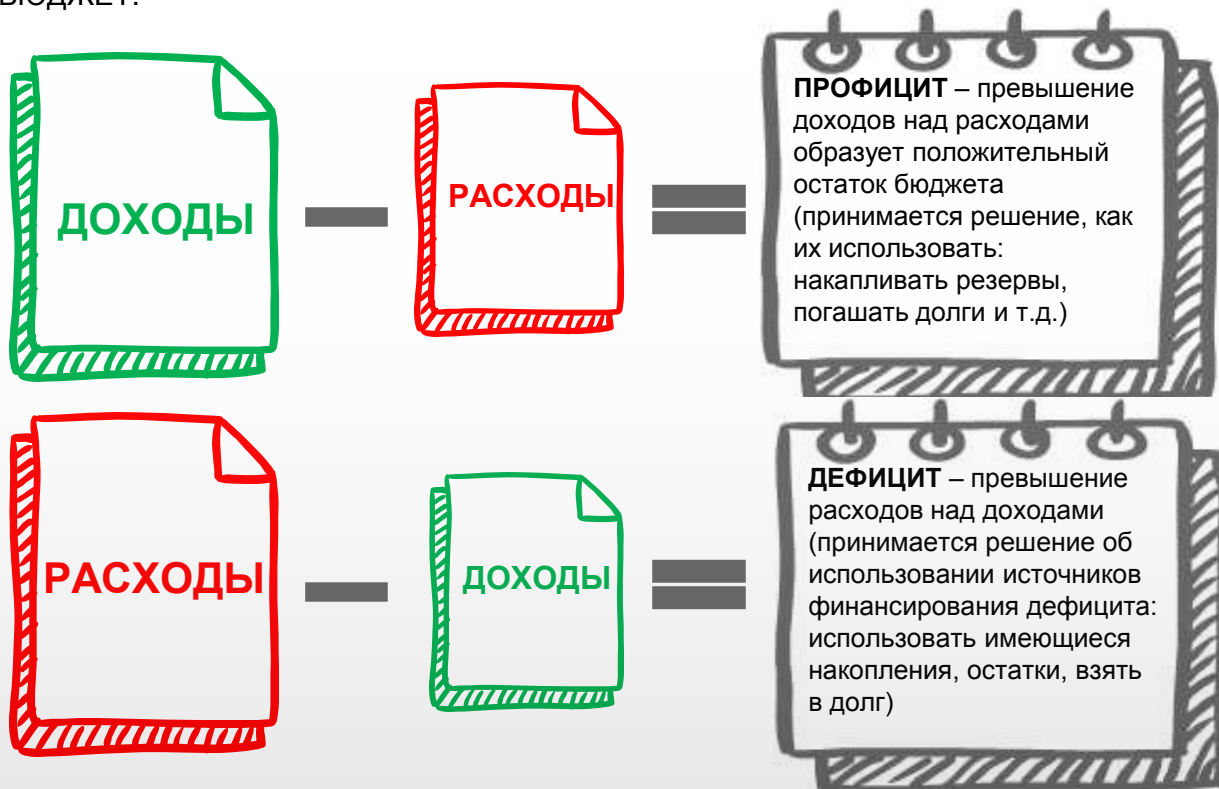 БЮДЖЕТ:
ДОХОДЫ
РАСХОДЫ
ПРОФИЦИТ – превышение
доходов над расходами
образует положительный
остаток бюджета
(принимается решение, как
их использовать:
накапливать резервы,
погашать долги и т.д.)
РАСХОДЫ
ДОХОДЫ
ДЕФИЦИТ – превышение
расходов над доходами
(принимается решение об
использовании источников
финансирования дефицита:
использовать имеющиеся
накопления, остатки, взять
в долг)